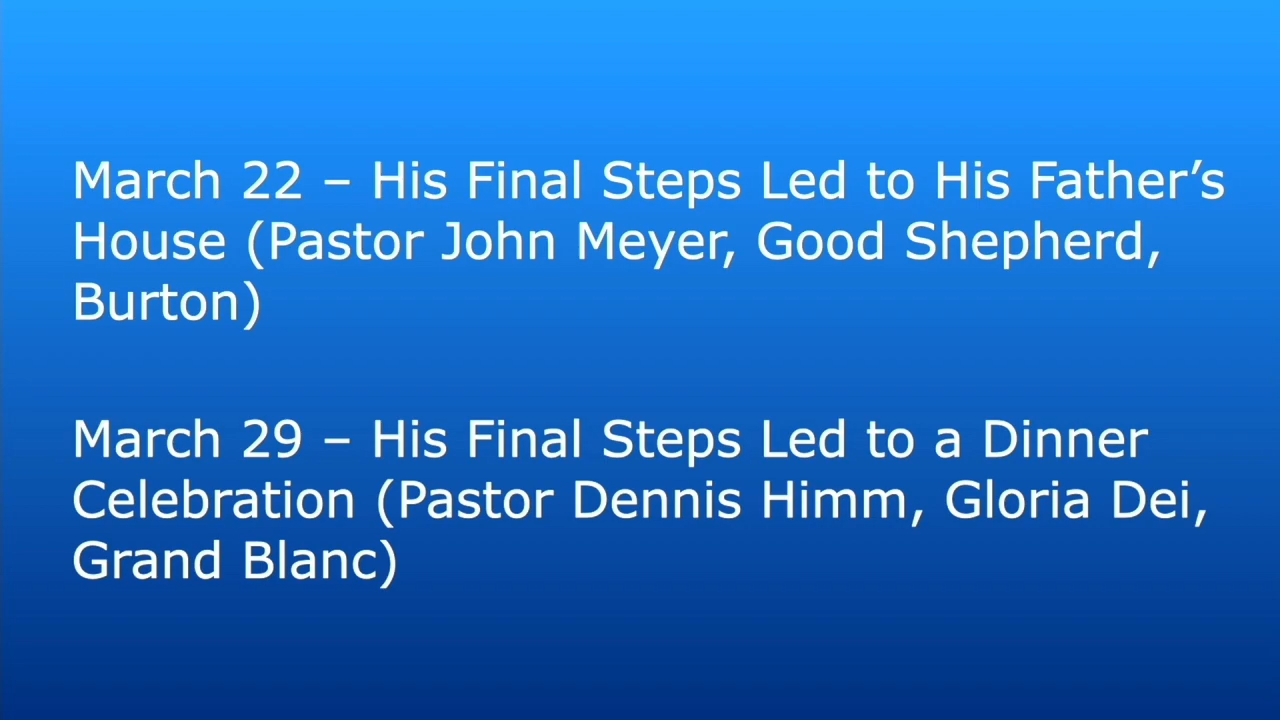 March 22 – His Final Steps Led to His Father’s
House (Pastor John Meyer, Good Shepherd,
Burton)
March 29 – His Final Steps Led to a Dinner
Celebration (Pastor Dennis Himm, Gloria Dei,
Grand Blanc)